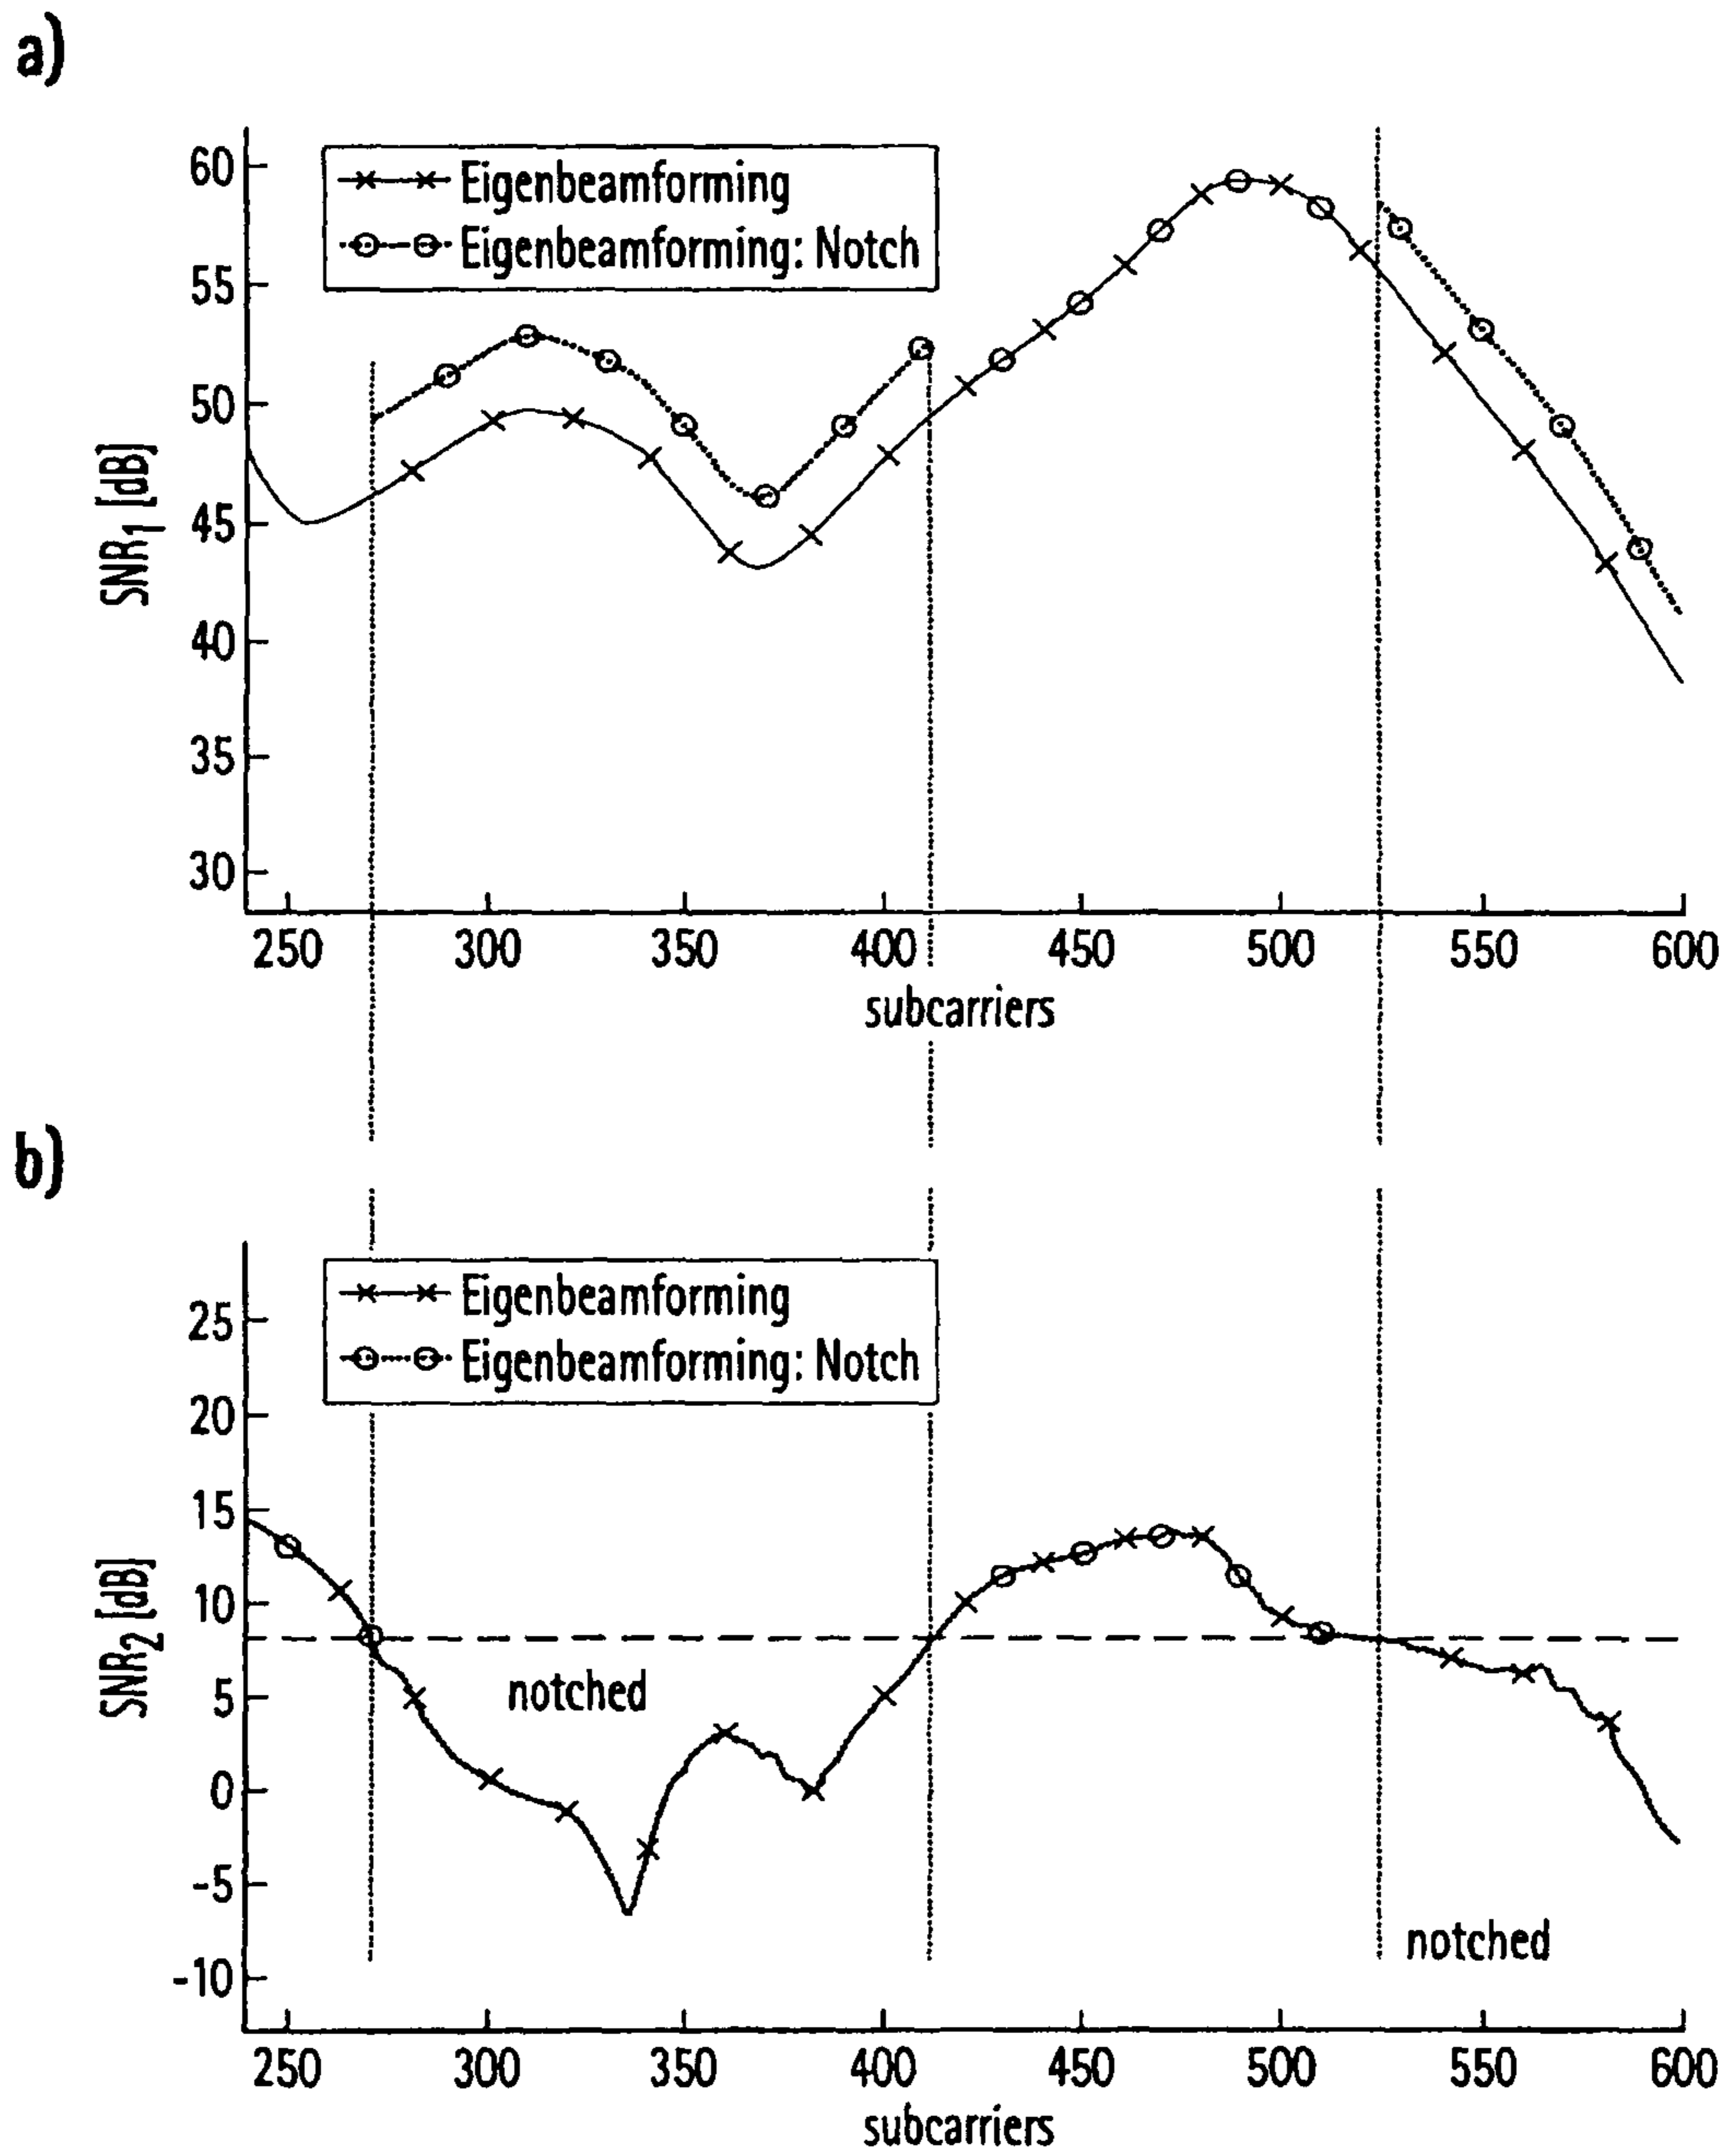 a)
SNR1 [dB]
60
55
50
45
40
35
30
Eigenbeamforming
Eigenbeamforming: Notch
250 300 350 400 450 500 550 600
subcarriers
b)
SNR2 [dB]
25
20
15
10
5
0
-5
-10
Eigenbeamforming
Eigenbeamforming: Notch
notched
notched
250 300 350 400 450 500 550 600
subcarriers